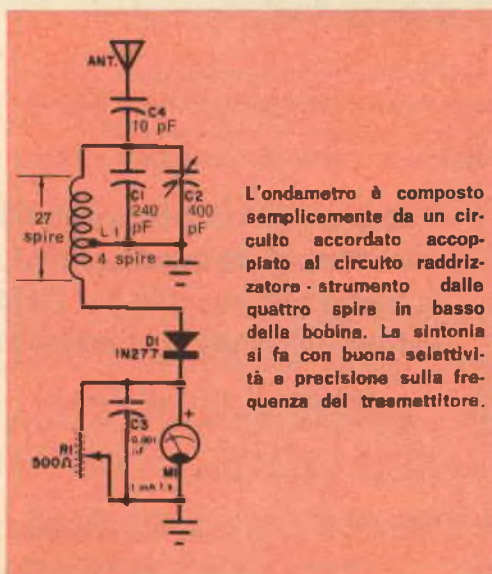 ANT.
C4
10 pF
C1
240
pF
C2
400
pF
27
spire
L1
4 spire
D1
1N277
C3
0,001
µF
+
R1
500Ω
M1
1 mA f.s.
L'ondametro è composto
semplicemente da un cir-
cuito accordato accop-
piato al circuito raddriz-
zatore - strumento dalle
quattro spire in basso
della bobina. La sintonia
si fa con buona selettivi-
tà e precisione sulla fre-
quenza del trasmettitore.